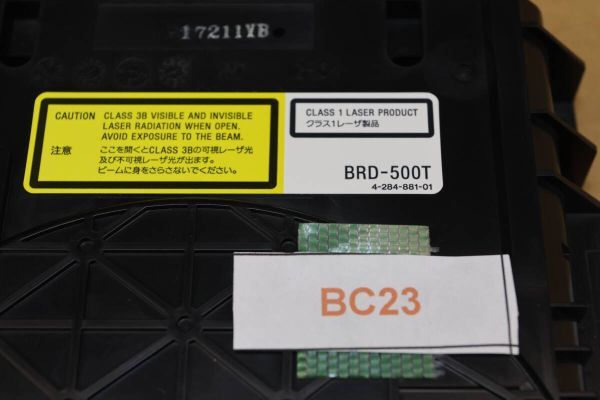 17211YB
CAUTION CLASS 3B VISIBLE AND INVISIBLE
LASER RADIATION WHEN OPEN.
AVOID EXPOSURE TO THE BEAM.
注意 ここを開くとCLASS 3Bの可視レーザ光
及び不可視レーザ光が出ます。
ビームに身をさらさないでください。
CLASS 1 LASER PRODUCT
クラス1レーザ製品
BRD-500T
4-284-881-01
BC23